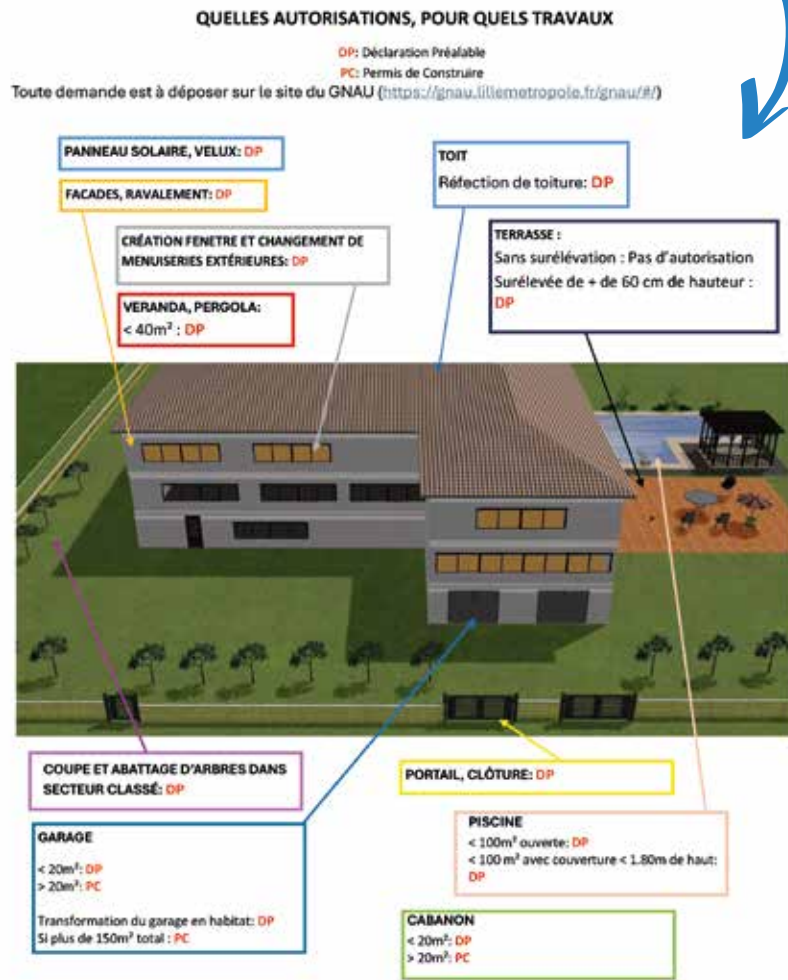 QUELLES AUTORISATIONS, POUR QUELS TRAVAUX
DP: Déclaration Préalable
PC: Permis de Construire
Toute demande est à déposer sur le site du GNAU (https://gnau.lillemetropole.fr/gnau/#/)
PANNEAU SOLAIRE, VELUX: DP
FACADES, RAVALEMENT: DP
CRÉATION FENETRE ET CHANGEMENT DE
MENUISERIES EXTÉRIEURES: DP
VERANDA, PERGOLA:
< 40m² : DP
TOIT
Réfection de toiture: DP
TERRASSE :
Sans surélévation : Pas d'autorisation
Surélevée de + de 60 cm de hauteur :
DP
COUPE ET ABATTAGE D'ARBRES DANS
SECTEUR CLASSÉ: DP
PORTAIL, CLÔTURE: DP
GARAGE
< 20m²: DP
> 20m²: PC
Transformation du garage en habitat: DP
Si plus de 150m² total : PC
PISCINE
< 100m² ouverte: DP
< 100 m² avec couverture < 1.80m de haut:
DP
CABANON
< 20m²: DP
> 20m²: PC